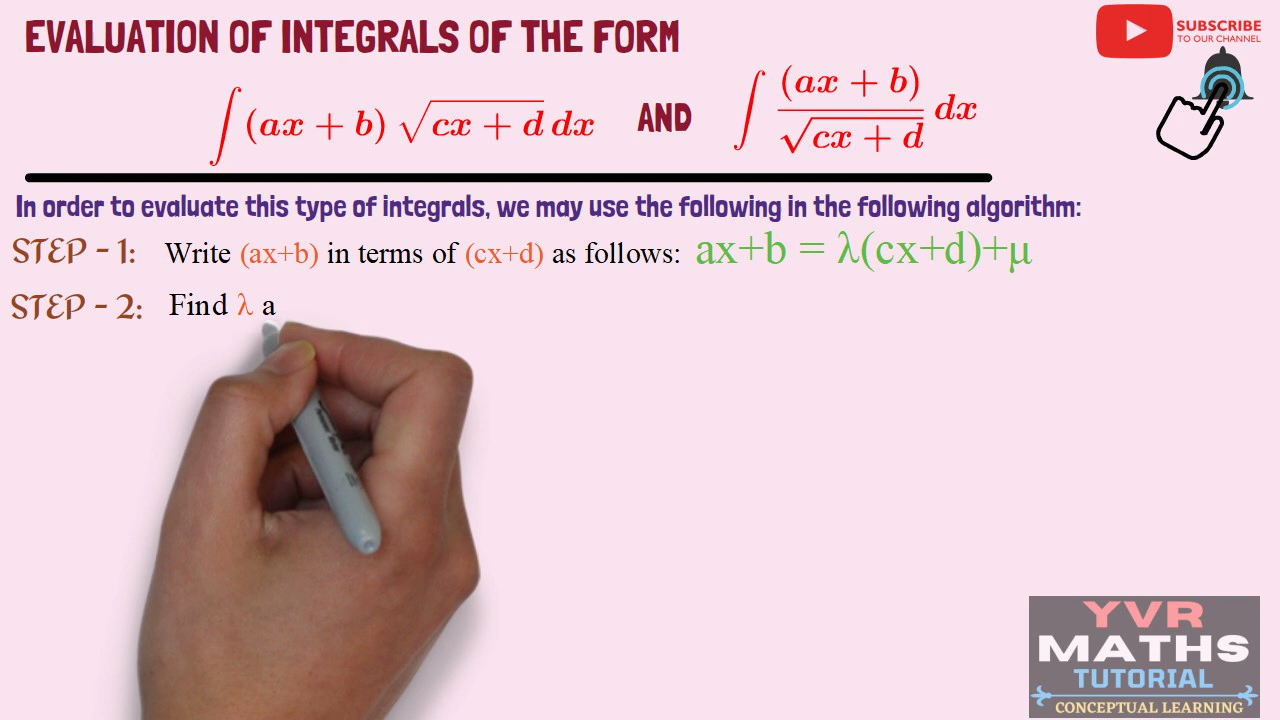 EVALUATION OF INTEGRALS OF THE FORM
SUBSCRIBE
TO OUR CHANNEL
∫ (ax + b) √(cx + d) dx AND ∫ (ax + b) / √(cx + d) dx
In order to evaluate this type of integrals, we may use the following in the following algorithm:
STEP - 1: Write (ax+b) in terms of (cx+d) as follows: ax+b = λ(cx+d)+μ
STEP - 2: Find λ a
YVR
MATHS
TUTORIAL
CONCEPTUAL LEARNING